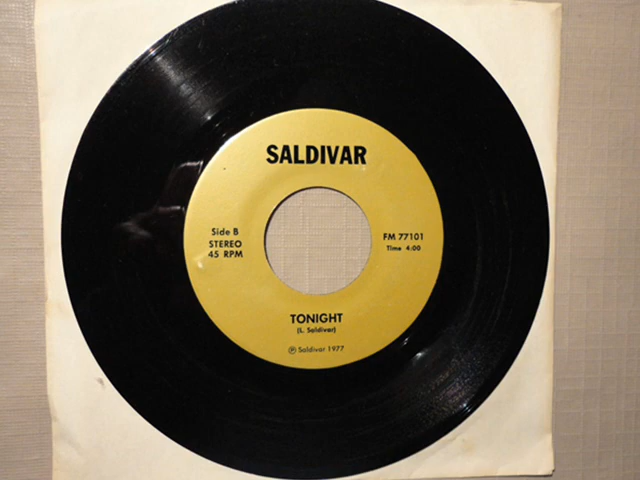 SALDIVAR
Side B
STEREO
45 RPM
FM 77101
Time 4.00
TONIGHT
(L. Saldivar)
℗ Saldivar 1977